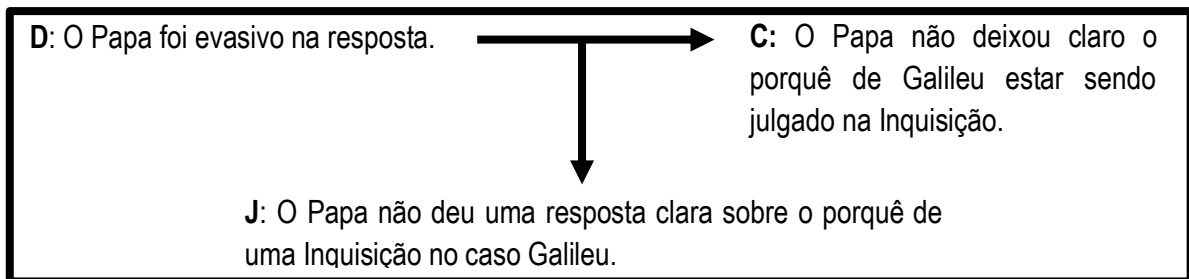 D: O Papa foi evasivo na resposta.
C: O Papa não deixou claro o
porquê de Galileu estar sendo
julgado na Inquisição.
J: O Papa não deu uma resposta clara sobre o porquê de
uma Inquisição no caso Galileu.